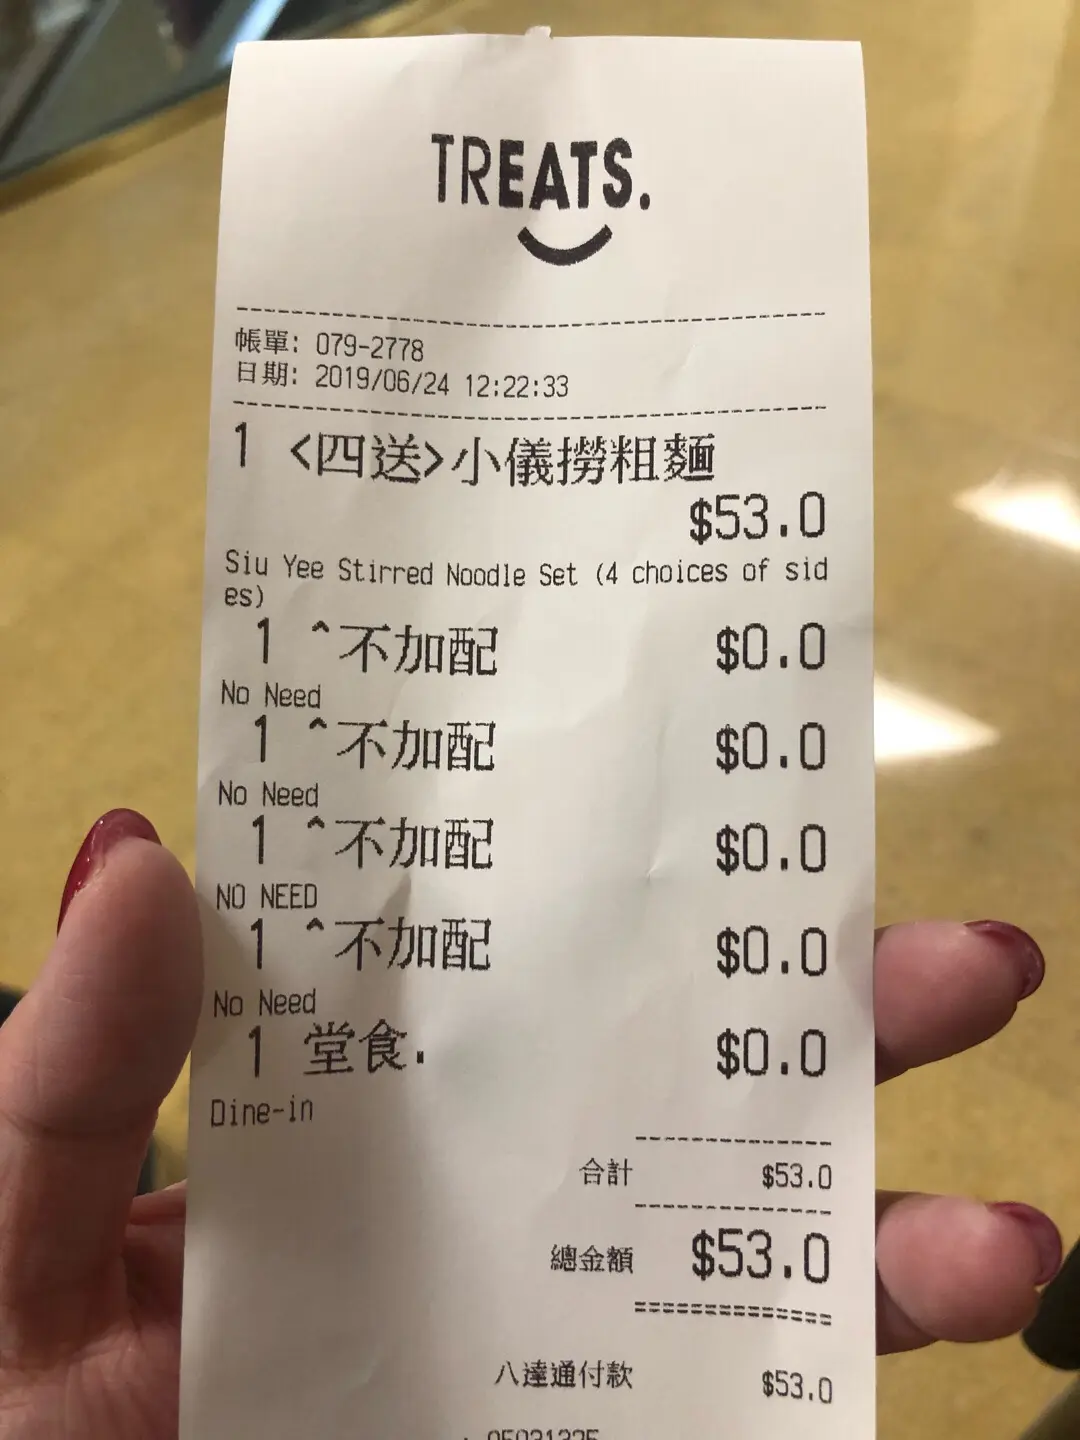 TREATS.
帳單: 079-2778
日期: 2019/06/24 12:22:33
1 <四送>小儀撈粗麵
$53.0
Siu Yee Stirred Noodle Set (4 choices of sid
es)
1 ^不加配 $0.0
No Need
1 ^不加配 $0.0
No Need
1 ^不加配 $0.0
NO NEED
1 ^不加配 $0.0
No Need
1 堂食. $0.0
Dine-in
合計 $53.0
總金額 $53.0
八達通付款 $53.0